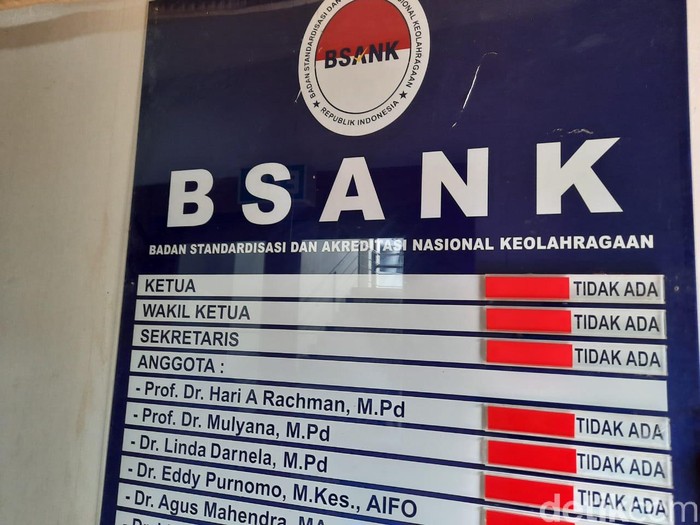 BADAN STANDARDISASI DAN AKREDITASI NASIONAL KEOLAHRAGAAN
BSANK
REPUBLIK INDONESIA
BSANK
BADAN STANDARDISASI DAN AKREDITASI NASIONAL KEOLAHRAGAAN
KETUA TIDAK ADA
WAKIL KETUA TIDAK ADA
SEKRETARIS TIDAK ADA
ANGGOTA :
- Prof. Dr. Hari A Rachman, M.Pd TIDAK ADA
- Prof. Dr. Mulyana, M.Pd TIDAK ADA
- Dr. Linda Darnela, M.Pd TIDAK ADA
- Dr. Eddy Purnomo, M.Kes., AIFO
- Dr. Agus Mahendra,